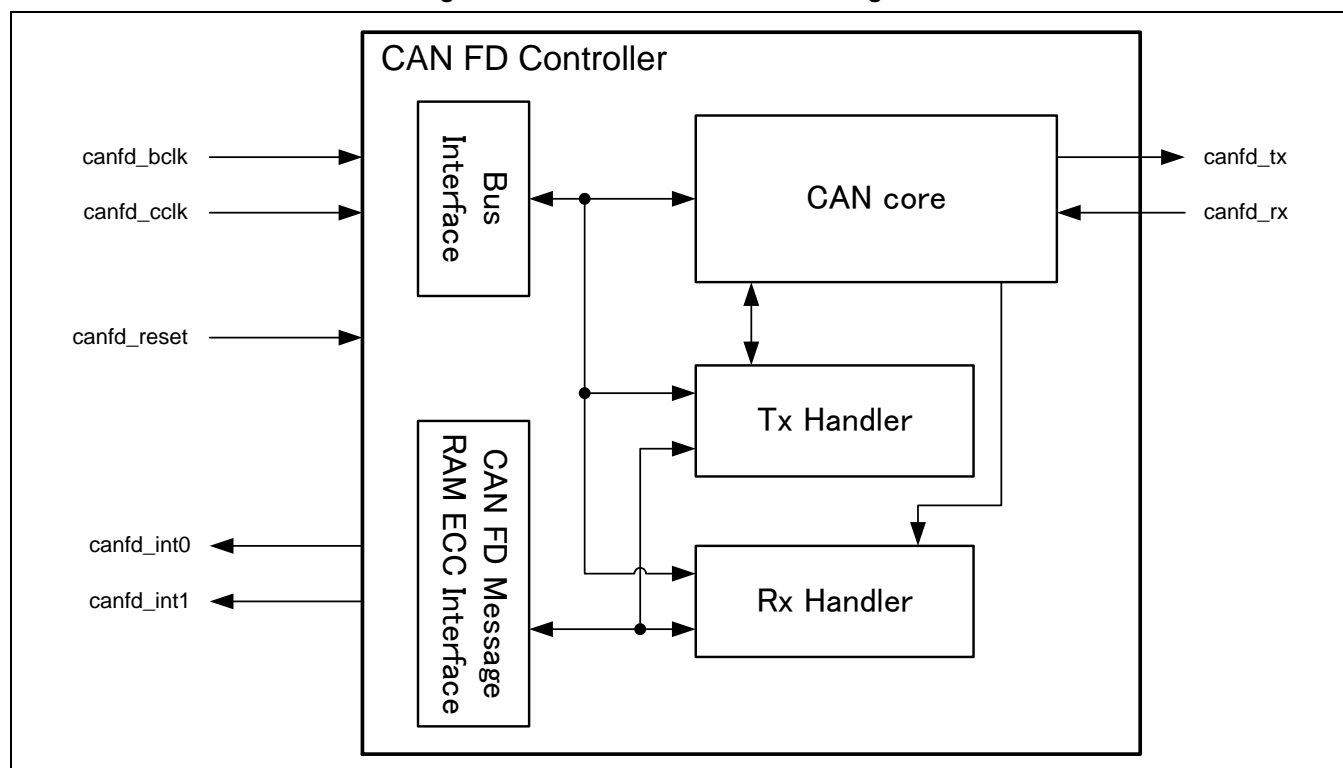 CAN FD Controller
canfd_bclk
canfd_cclk
canfd_reset
canfd_int0
canfd_int1
Bus
Interface
CAN FD Message
RAM ECC Interface
CAN core
Tx Handler
Rx Handler
canfd_tx
canfd_rx